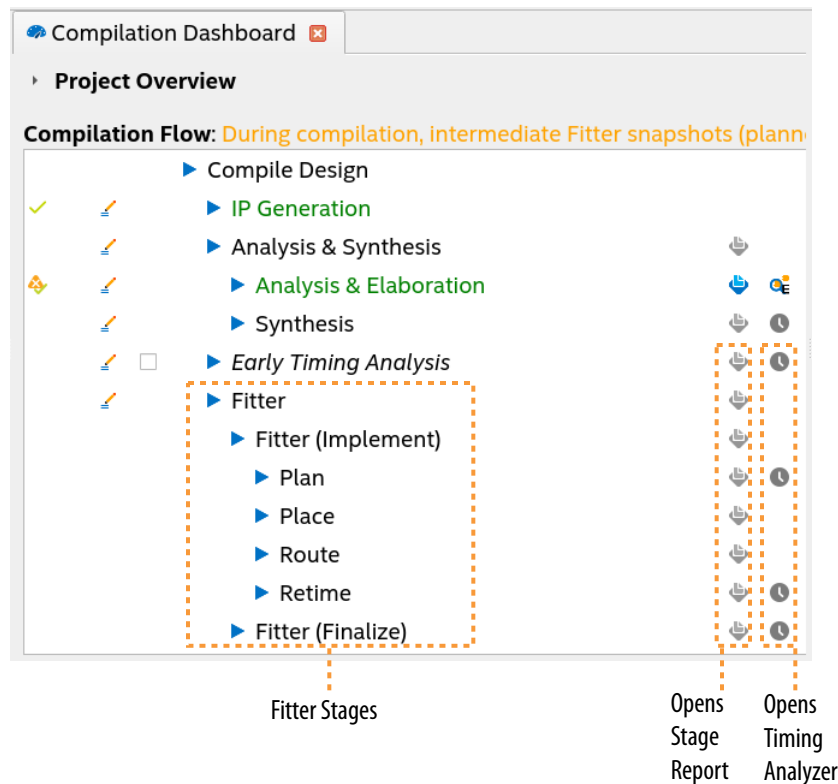 Compilation Dashboard
Project Overview
Compilation Flow: During compilation, intermediate Fitter snapshots (plann
Compile Design
IP Generation
Analysis & Synthesis
Analysis & Elaboration
E
Synthesis
Early Timing Analysis
Fitter
Fitter (Implement)
Plan
Place
Route
Retime
Fitter (Finalize)
Fitter Stages
Opens
Stage
Report
Opens
Timing
Analyzer